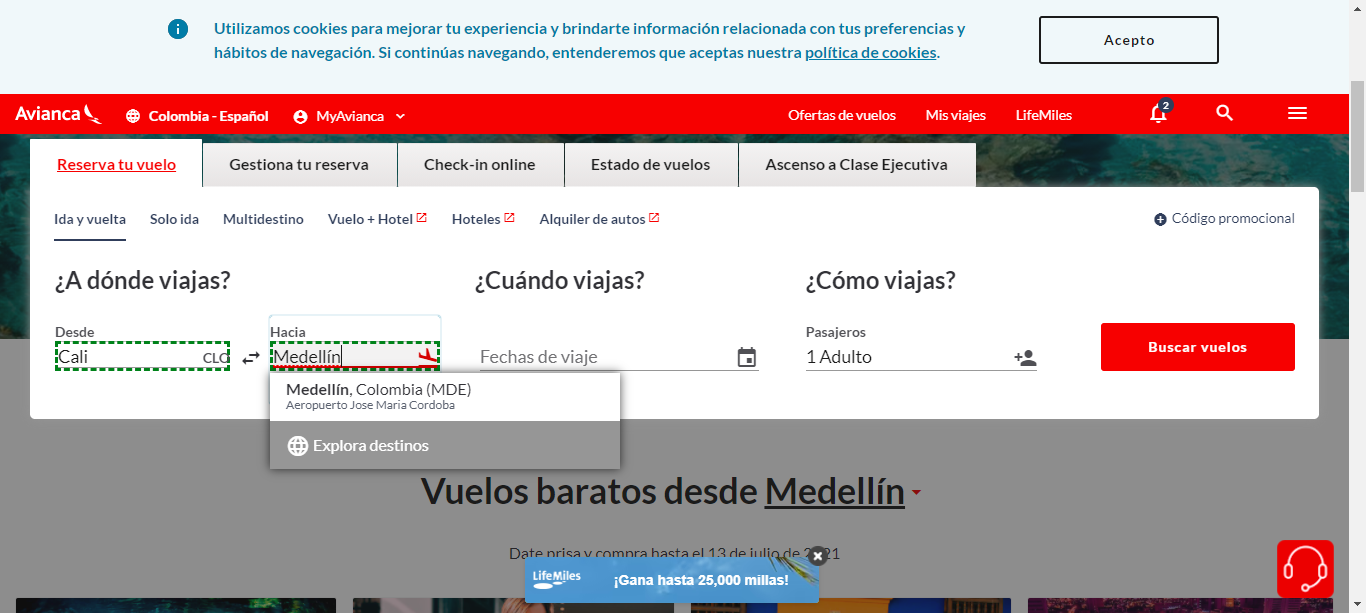 Utilizamos cookies para mejorar tu experiencia y brindarte información relacionada con tus preferencias y
hábitos de navegación. Si continúas navegando, entenderemos que aceptas nuestra política de cookies.
Acepto
Avianca
Colombia - Español
MyAvianca
Ofertas de vuelos
Mis viajes
LifeMiles
2
Reserva tu vuelo
Gestiona tu reserva
Check-in online
Estado de vuelos
Ascenso a Clase Ejecutiva
Ida y vuelta
Solo ida
Multidestino
Vuelo + Hotel
Hoteles
Alquiler de autos
Código promocional
¿A dónde viajas?
¿Cuándo viajas?
¿Cómo viajas?
Desde
Hacia
Pasajeros
Cali
CLO
Medellín
Fechas de viaje
1 Adulto
Buscar vuelos
Medellín, Colombia (MDE)
Aeropuerto Jose Maria Cordoba
Explora destinos
Vuelos baratos desde Medellín
Date prisa y compra hasta el 13 de julio de 2021
LifeMiles
¡Gana hasta 25,000 millas!